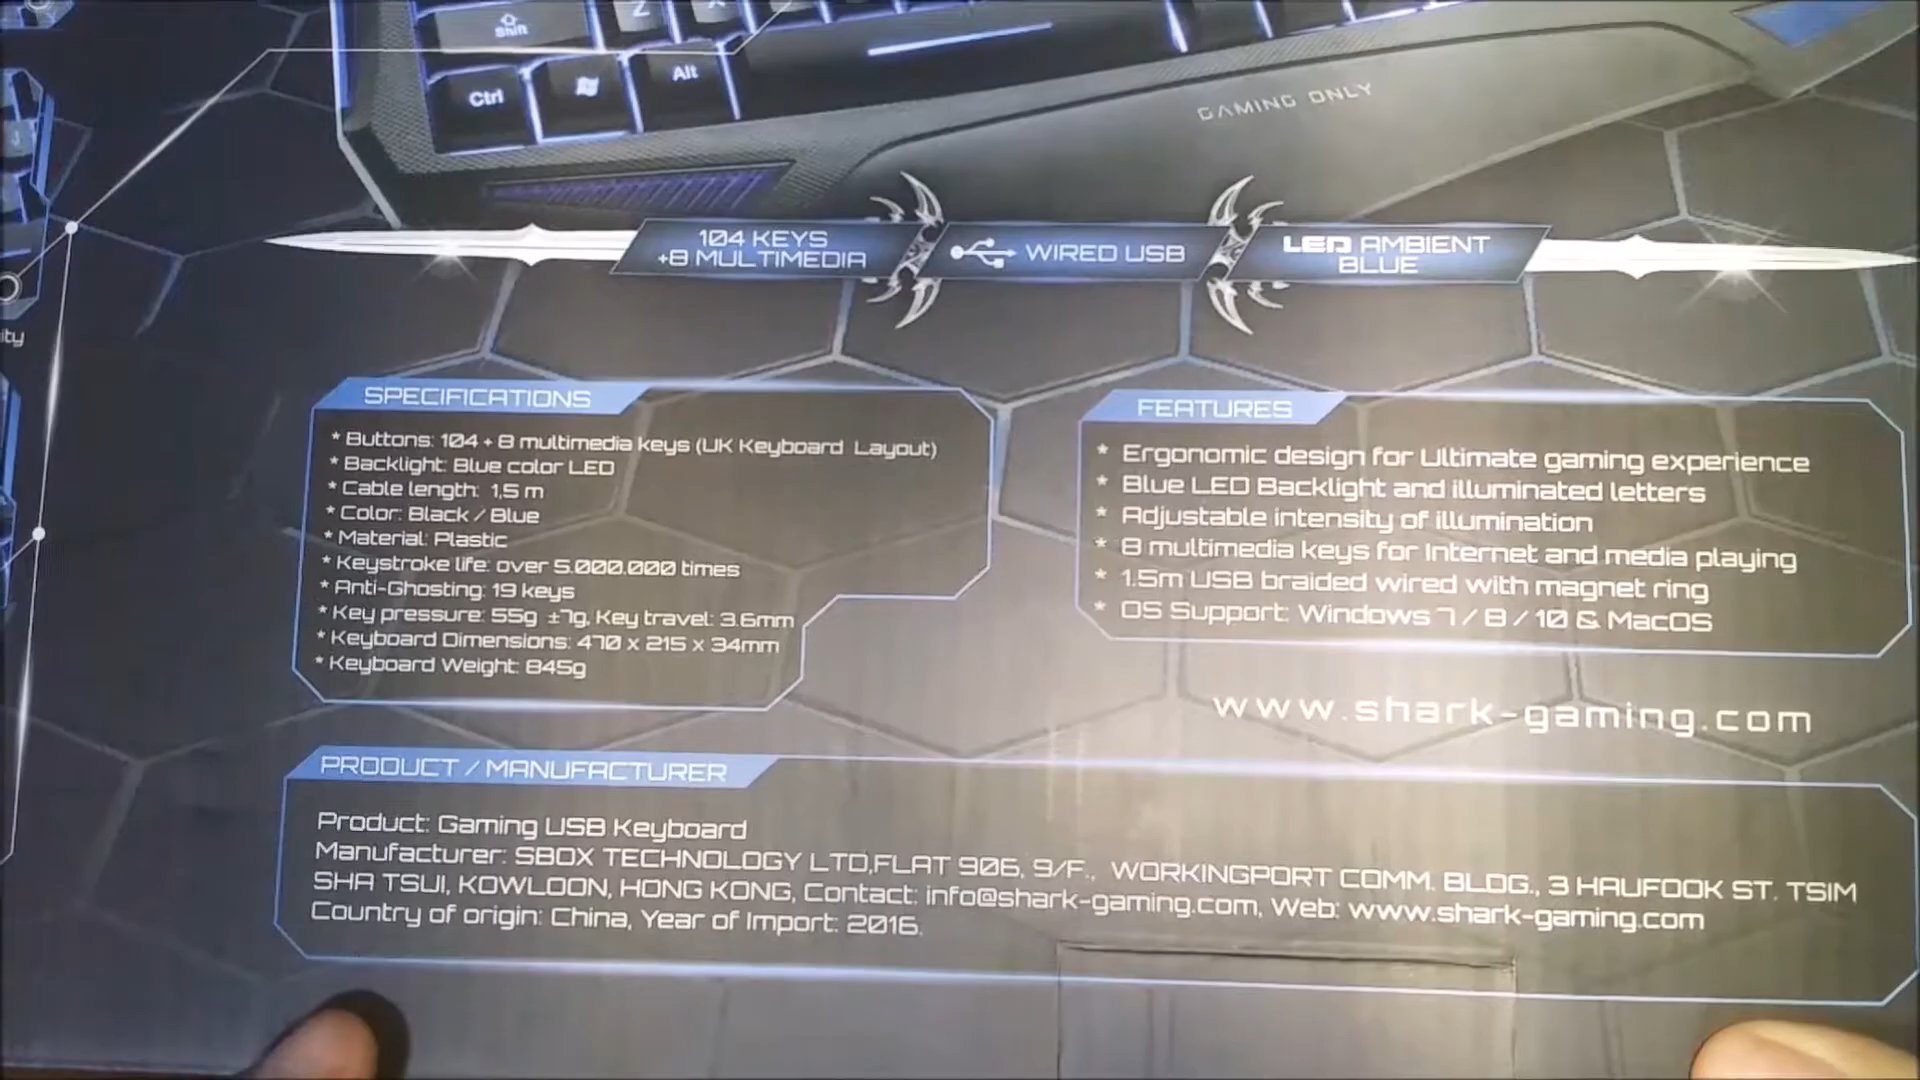 Shift
Z
Ctrl
Alt
GAMING ONLY
104 KEYS
+8 MULTIMEDIA
WIRED USB
LED AMBIENT
BLUE
SPECIFICATIONS
* Buttons: 104 + 8 multimedia keys (UK Keyboard Layout)
* Backlight: Blue color LED
* Cable length: 1,5 m
* Color: Black / Blue
* Material: Plastic
* Keystroke life: over 5.000.000 times
* Anti-Ghosting: 19 keys
* Key pressure: 55g ±7g, Key travel: 3.6mm
* Keyboard Dimensions: 470 x 215 x 34mm
* Keyboard Weight: 845g
FEATURES
* Ergonomic design for Ultimate gaming experience
* Blue LED Backlight and illuminated letters
* Adjustable intensity of illumination
* 8 multimedia keys for Internet and media playing
* 1.5m USB braided wired with magnet ring
* OS Support: Windows 7 / 8 / 10 & MacOS
www.shark-gaming.com
PRODUCT / MANUFACTURER
Product: Gaming USB Keyboard
Manufacturer: SBOX TECHNOLOGY LTD,FLAT 906, 9/F., WORKINGPORT COMM. BLDG., 3 HAUFOOK ST. TSIM
SHA TSUI, KOWLOON, HONG KONG, Contact: info@shark-gaming.com, Web: www.shark-gaming.com
Country of origin: China, Year of Import: 2016.